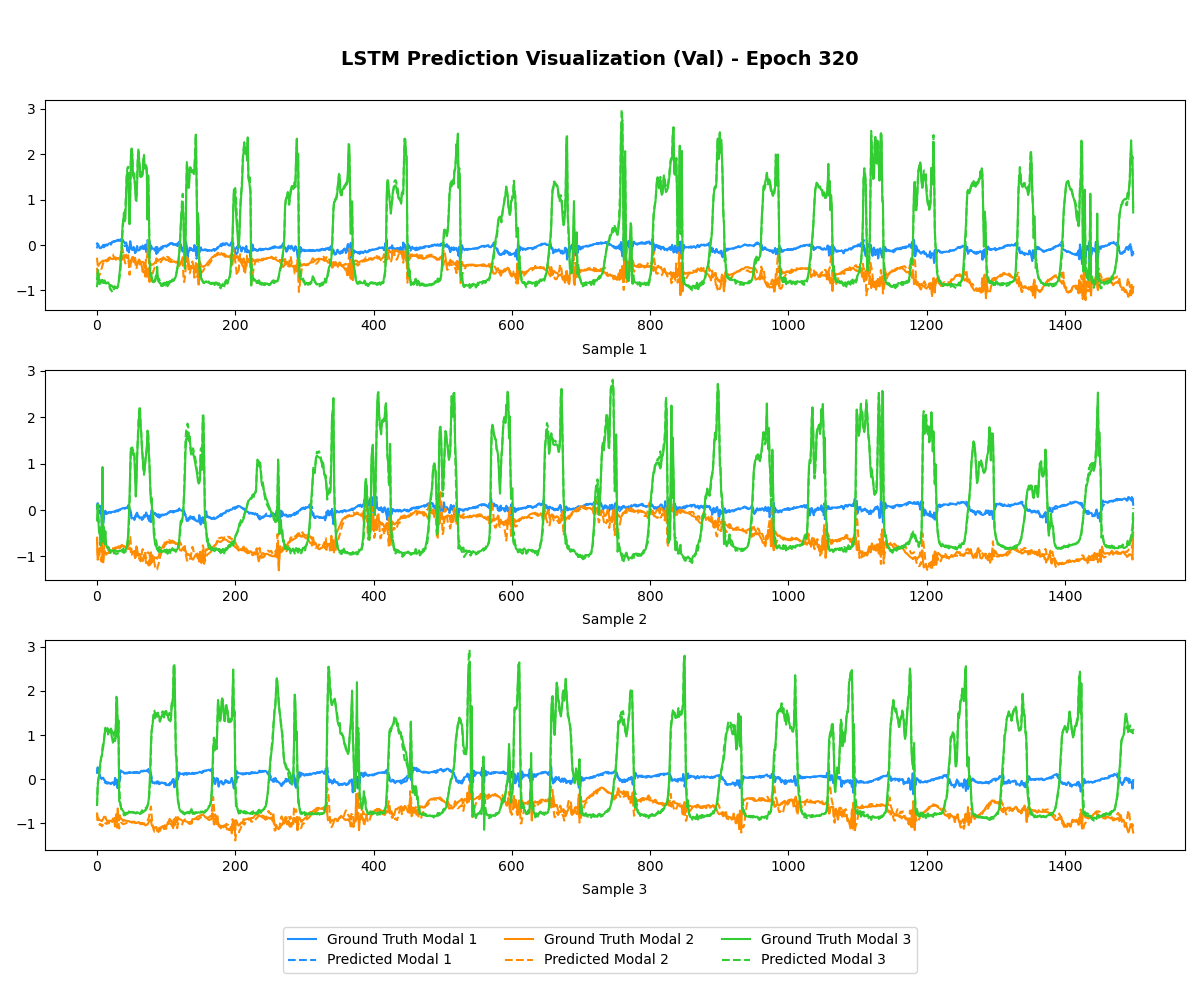 LSTM Prediction Visualization (Val) - Epoch 320
3
2
1
0
−1
0 200 400 600 800 1000 1200 1400
Sample 1
3
2
1
0
−1
0 200 400 600 800 1000 1200 1400
Sample 2
3
2
1
0
−1
0 200 400 600 800 1000 1200 1400
Sample 3
Ground Truth Modal 1 Ground Truth Modal 2 Ground Truth Modal 3
Predicted Modal 1 Predicted Modal 2 Predicted Modal 3